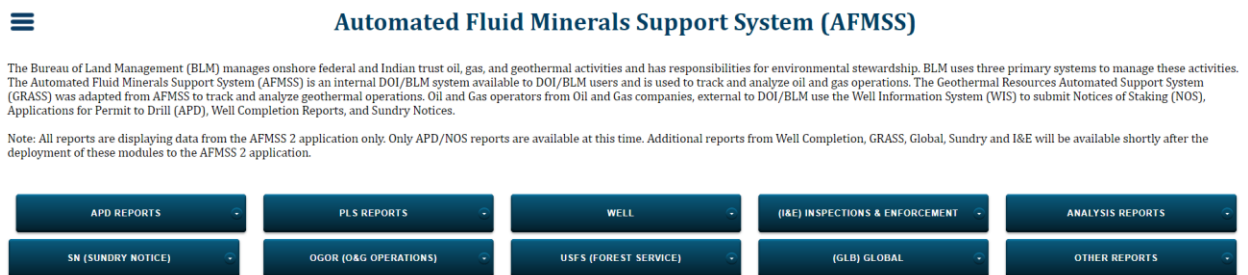 Automated Fluid Minerals Support System (AFMSS)
The Bureau of Land Management (BLM) manages onshore federal and Indian trust oil, gas, and geothermal activities and has responsibilities for environmental stewardship. BLM uses three primary systems to manage these activities.
The Automated Fluid Minerals Support System (AFMSS) is an internal DOI/BLM system available to DOI/BLM users and is used to track and analyze oil and gas operations. The Geothermal Resources Automated Support System
(GRASS) was adapted from AFMSS to track and analyze geothermal operations. Oil and Gas operators from Oil and Gas companies, external to DOI/BLM use the Well Information System (WIS) to submit Notices of Staking (NOS),
Applications for Permit to Drill (APD), Well Completion Reports, and Sundry Notices.
Note: All reports are displaying data from the AFMSS 2 application only. Only APD/NOS reports are available at this time. Additional reports from Well Completion, GRASS, Global, Sundry and I&E will be available shortly after the
deployment of these modules to the AFMSS 2 application.
APD REPORTS PLS REPORTS WELL (I&E) INSPECTIONS & ENFORCEMENT ANALYSIS REPORTS
SN (SUNDRY NOTICE) OGOR (O&G OPERATIONS) USFS (FOREST SERVICE) (GLB) GLOBAL OTHER REPORTS